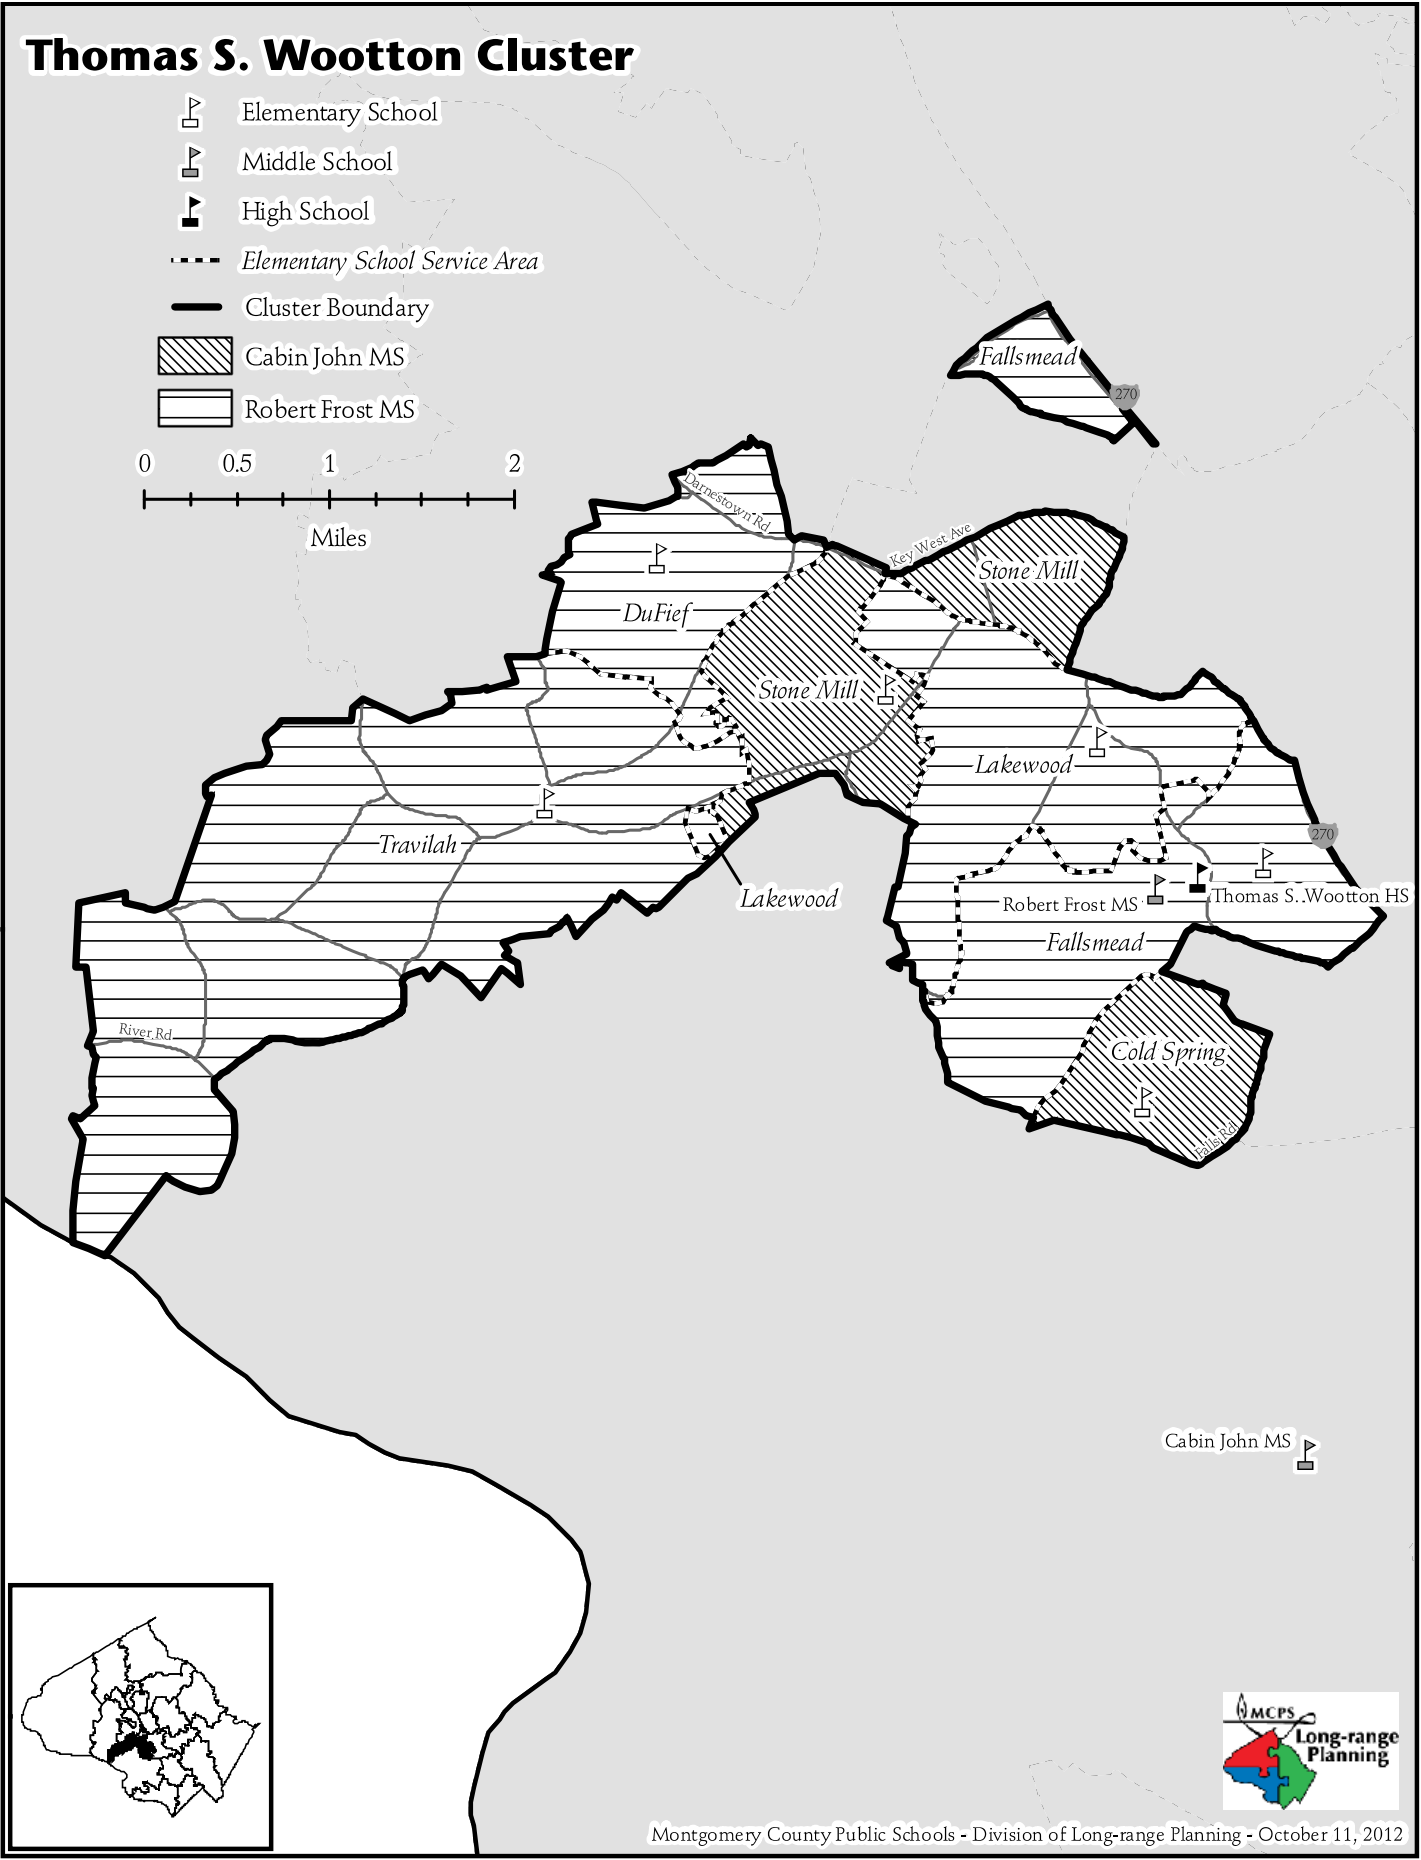 Thomas S. Wootton Cluster
Elementary School
Middle School
High School
Elementary School Service Area
Cluster Boundary
Cabin John MS
Robert Frost MS
0 0.5 1 2
Miles
Fallsmead
270
Darnestown Rd
Key West Ave
Stone Mill
DuFief
Stone Mill
Lakewood
270
Travilah
Lakewood
Thomas S. Wootton HS
Robert Frost MS
Fallsmead
River Rd
Cold Spring
Falls Rd
Cabin John MS
MCPS
Long-range
Planning
Montgomery County Public Schools - Division of Long-range Planning - October 11, 2012